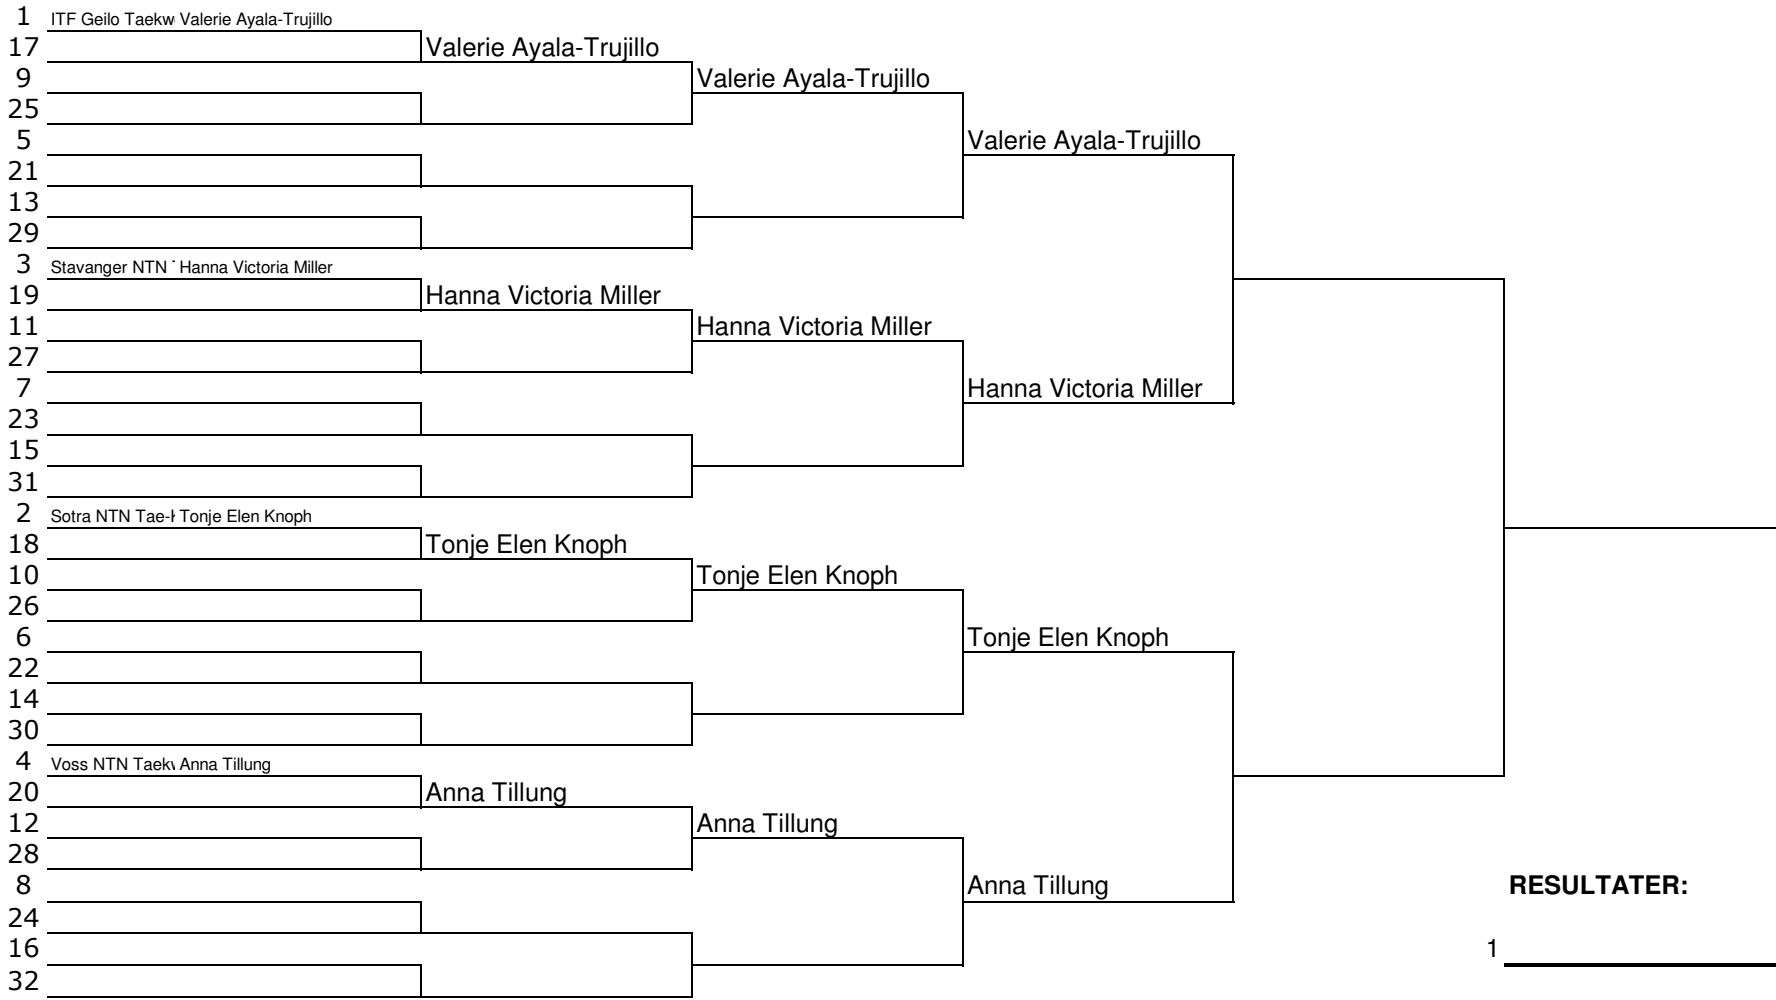 1 ITF Geilo Taekw Valerie Ayala-Trujillo
17 Valerie Ayala-Trujillo
9 Valerie Ayala-Trujillo
25
5 Valerie Ayala-Trujillo
21
13
29
3 Stavanger NTN Hanna Victoria Miller
19 Hanna Victoria Miller
11 Hanna Victoria Miller
27
7 Hanna Victoria Miller
23
15
31
2 Sotra NTN Tae- Tonje Elen Knoph
18 Tonje Elen Knoph
10 Tonje Elen Knoph
26
6 Tonje Elen Knoph
22
14
30
4 Voss NTN Taekv Anna Tillung
20 Anna Tillung
12 Anna Tillung
28
8 Anna Tillung RESULTATER:
24
16 1
32